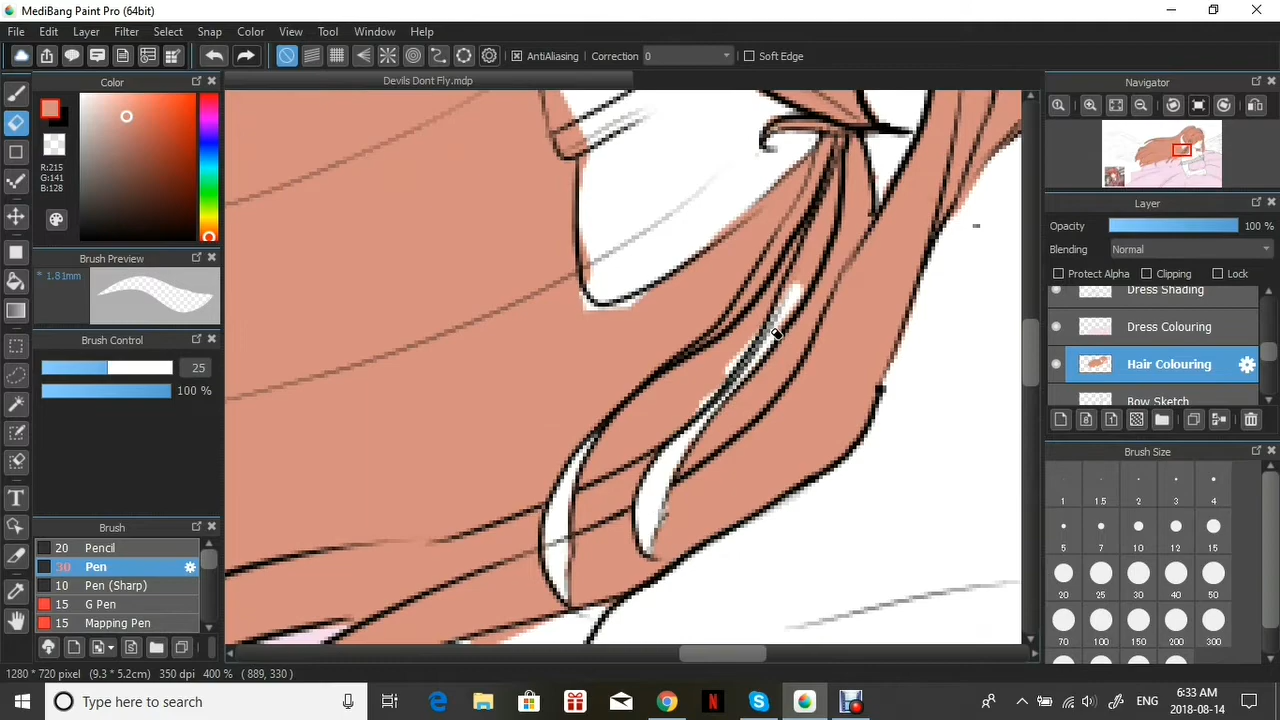 MediBang Paint Pro (64bit)
File Edit Layer Filter Select Snap Color View Tool Window Help
AntiAliasing Correction 0 Soft Edge
Color
R:215
G:141
B:128
Brush Preview
* 1.81mm
Brush Control
25
100 %
Brush
20 Pencil
30 Pen
10 Pen (Sharp)
15 G Pen
15 Mapping Pen
Devils Dont Fly.mdp
Navigator
Layer
Opacity 100 %
Blending Normal
Protect Alpha Clipping Lock
Dress Shading
Dress Colouring
Hair Colouring
Bow Sketch
Brush Size
1 1.5 2 3 4
5 7 10 12 15
20 25 30 40 50
70 100 150 200 300
1280 * 720 pixel (9.3 * 5.2cm) 350 dpi 400 % ( 889, 330 )
Type here to search
ENG
6:33 AM
2018-08-14